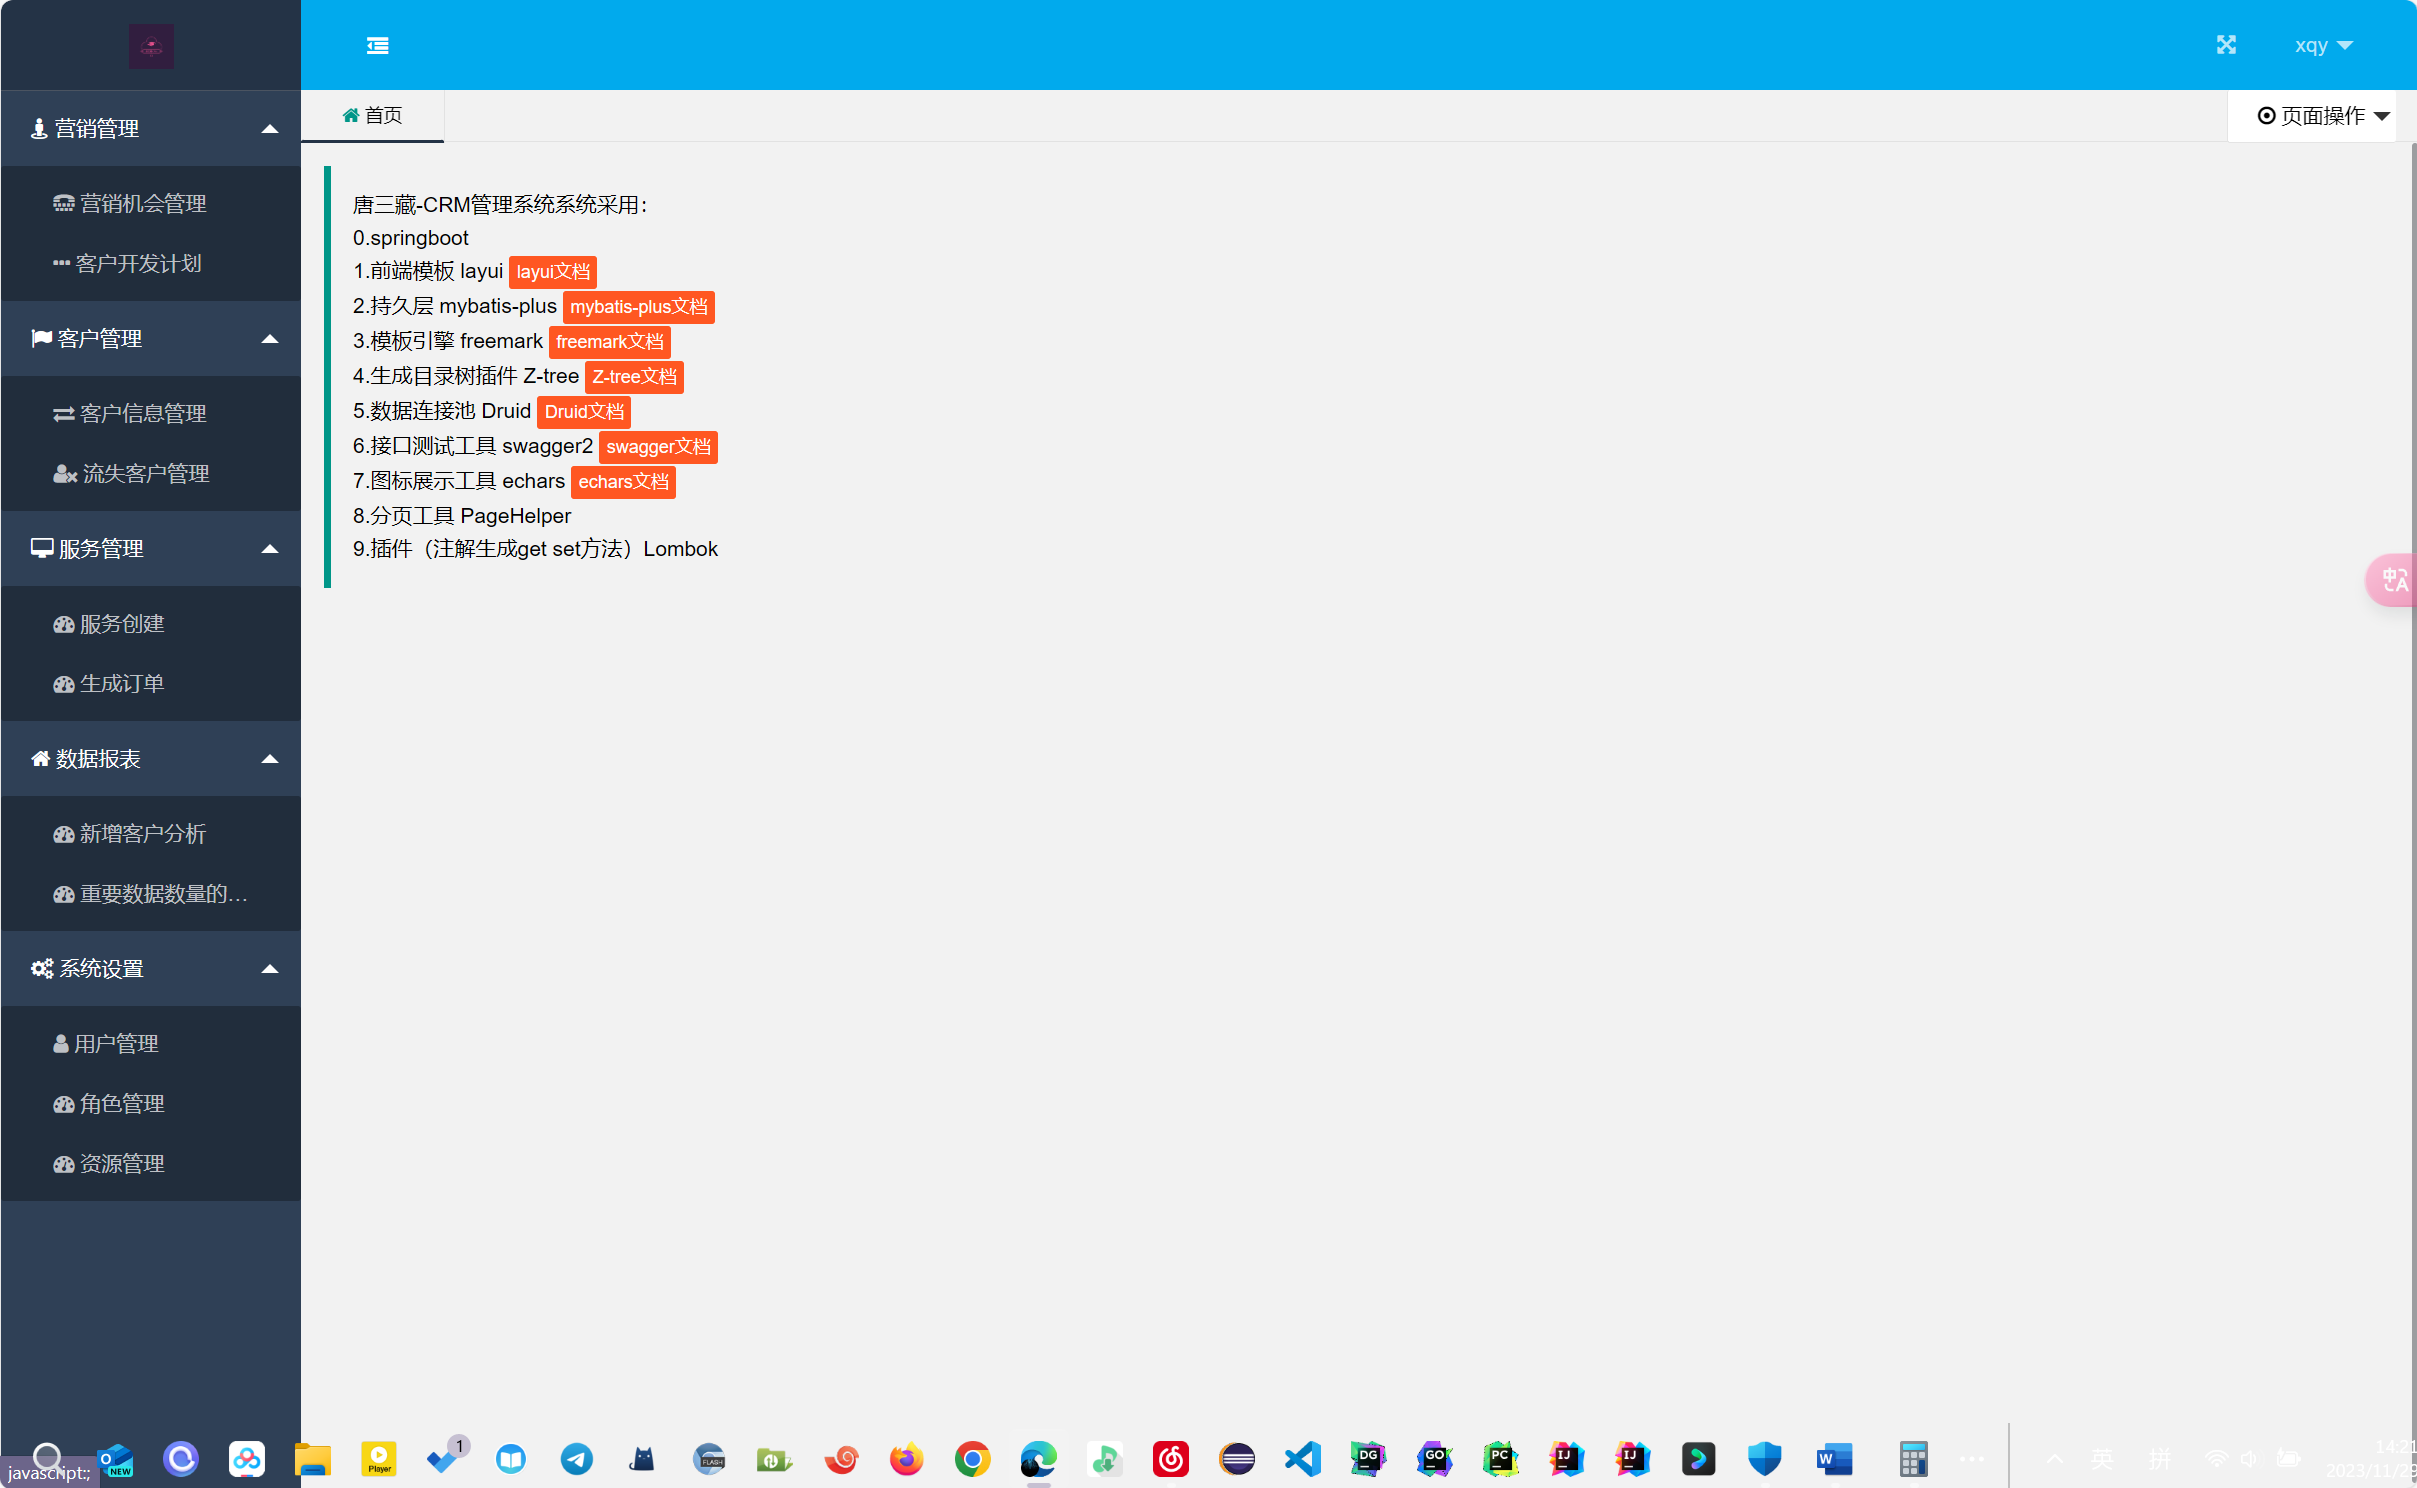 xqy
首页
页面操作
营销管理
营销机会管理
客户开发计划
客户管理
客户信息管理
流失客户管理
服务管理
服务创建
生成订单
数据报表
新增客户分析
重要数据数量的...
系统设置
用户管理
角色管理
资源管理
唐三藏-CRM管理系统系统采用：
0.springboot
1.前端模板 layui layui文档
2.持久层 mybatis-plus mybatis-plus文档
3.模板引擎 freemark freemark文档
4.生成目录树插件 Z-tree Z-tree文档
5.数据连接池 Druid Druid文档
6.接口测试工具 swagger2 swagger文档
7.图标展示工具 echars echars文档
8.分页工具 PageHelper
9.插件（注解生成get set方法）Lombok
中A
javascript:;
NEW
Player
1
FLASH
DG
GO
PC
IJ
IJ
W
英
拼
14:21
2023/11/29